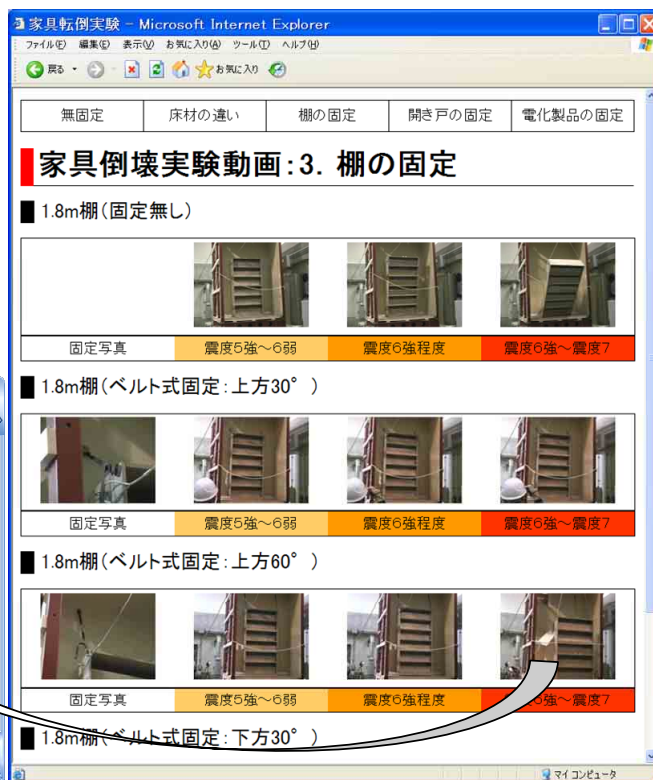 家具転倒実験 - Microsoft Internet Explorer
ファイル(F) 編集(E) 表示(V) お気に入り(A) ツール(T) ヘルプ(H)
戻る お気に入り
無固定 床材の違い 棚の固定 開き戸の固定 電化製品の固定
家具倒壊実験動画:3. 棚の固定
1.8m棚(固定無し)
固定写真 震度5強~6弱 震度6強程度 震度6強~震度7
1.8m棚(ベルト式固定:上方30°)
固定写真 震度5強~6弱 震度6強程度 震度6強~震度7
1.8m棚(ベルト式固定:上方60°)
固定写真 震度5強~6弱 震度6強程度 6強~震度7
1.8m棚(ベルト式固定:下方30°)
マイ コンピュータ